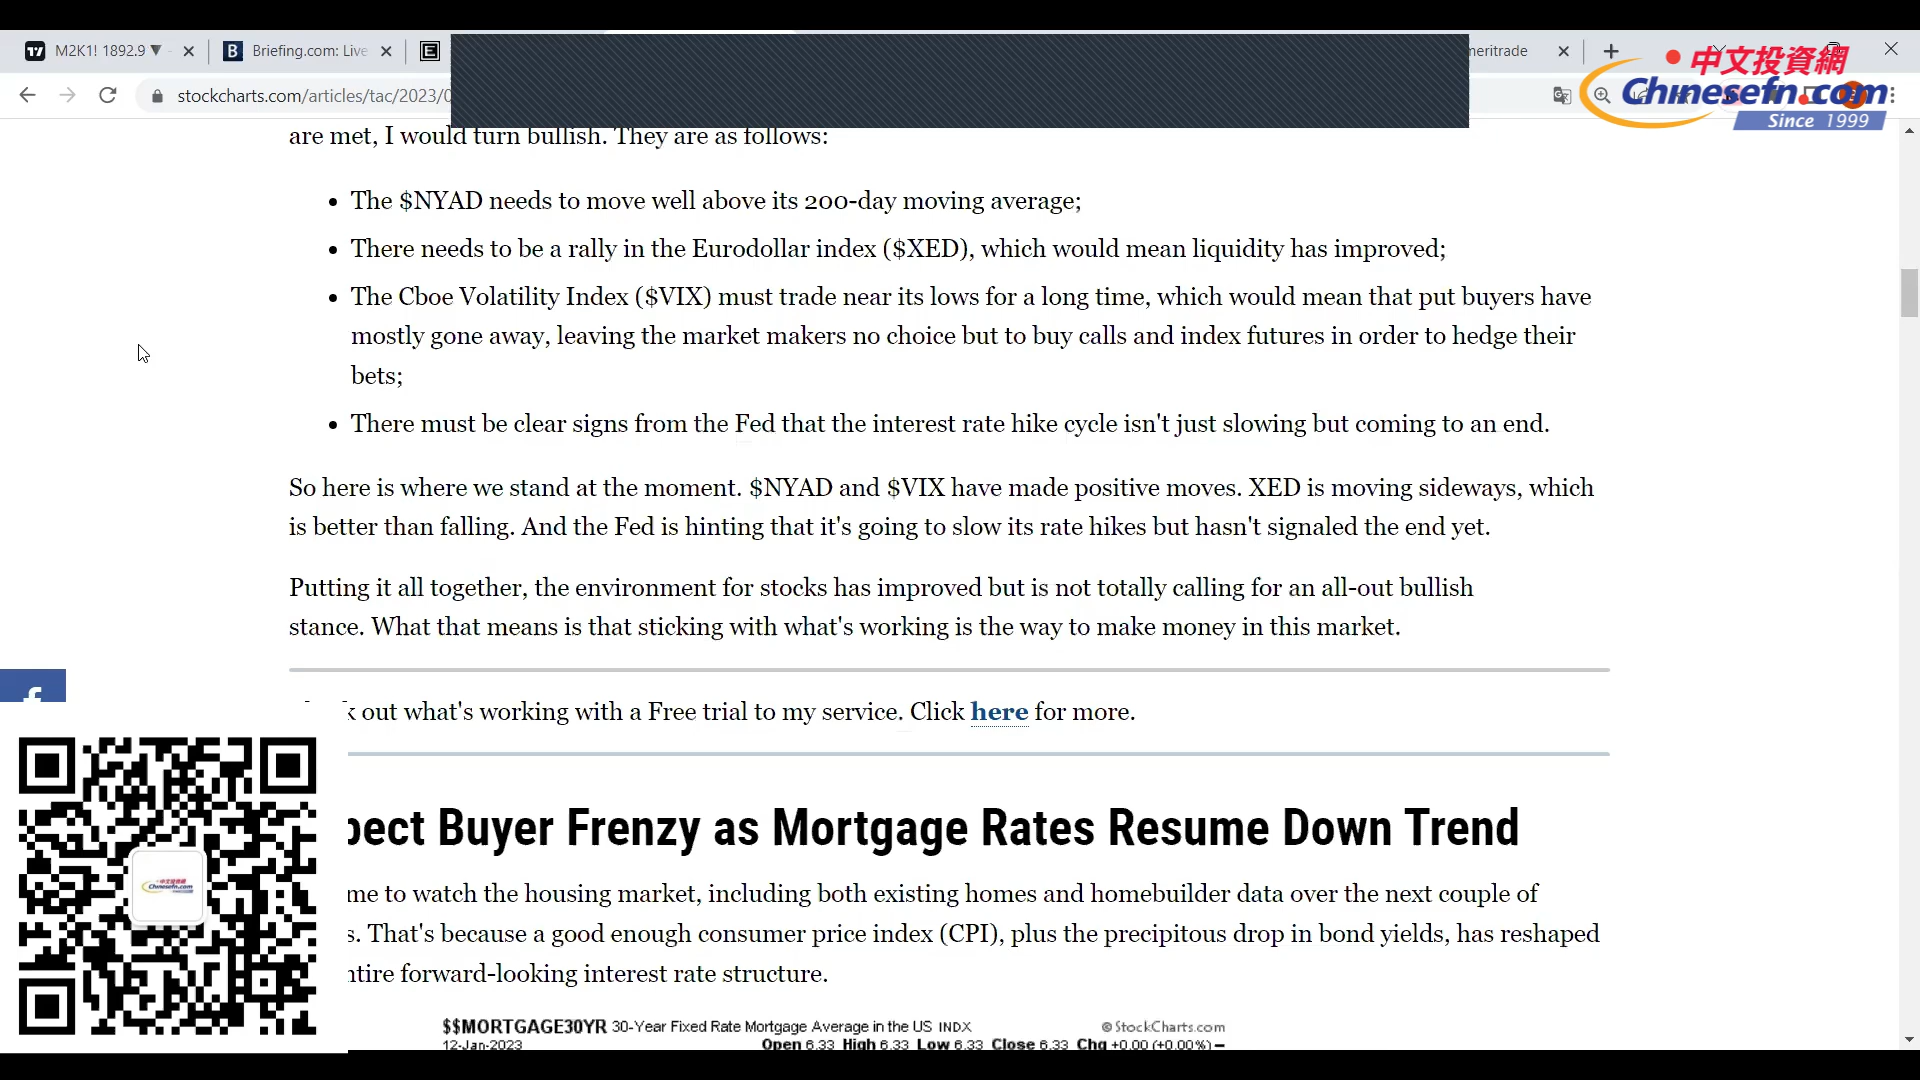 M2K1! 1892.9 ▼
Briefing.com: Live
meritrade
中文投資網
Chinesefn.com
Since 1999
stockcharts.com/articles/tac/2023/0
are met, I would turn bullish. They are as follows:
• The $NYAD needs to move well above its 200-day moving average;
• There needs to be a rally in the Eurodollar index ($XED), which would mean liquidity has improved;
• The Cboe Volatility Index ($VIX) must trade near its lows for a long time, which would mean that put buyers have
mostly gone away, leaving the market makers no choice but to buy calls and index futures in order to hedge their
bets;
• There must be clear signs from the Fed that the interest rate hike cycle isn't just slowing but coming to an end.
So here is where we stand at the moment. $NYAD and $VIX have made positive moves. XED is moving sideways, which
is better than falling. And the Fed is hinting that it's going to slow its rate hikes but hasn't signaled the end yet.
Putting it all together, the environment for stocks has improved but is not totally calling for an all-out bullish
stance. What that means is that sticking with what's working is the way to make money in this market.
k out what's working with a Free trial to my service. Click here for more.
pect Buyer Frenzy as Mortgage Rates Resume Down Trend
me to watch the housing market, including both existing homes and homebuilder data over the next couple of
s. That's because a good enough consumer price index (CPI), plus the precipitous drop in bond yields, has reshaped
ntire forward-looking interest rate structure.
中文投資網
Chinesefn.com
$$MORTGAGE30YR 30-Year Fixed Rate Mortgage Average in the US INDX
© StockCharts.com
12-Jan-2023
Open 6.33 High 6.33 Low 6.33 Close 6.33 Chg +0.00 (+0.00%)